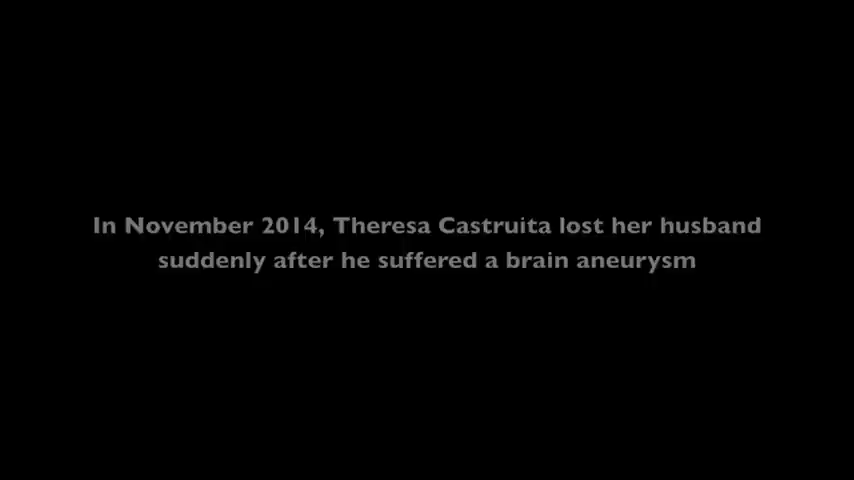 In November 2014, Theresa Castruita lost her husband
suddenly after he suffered a brain aneurysm